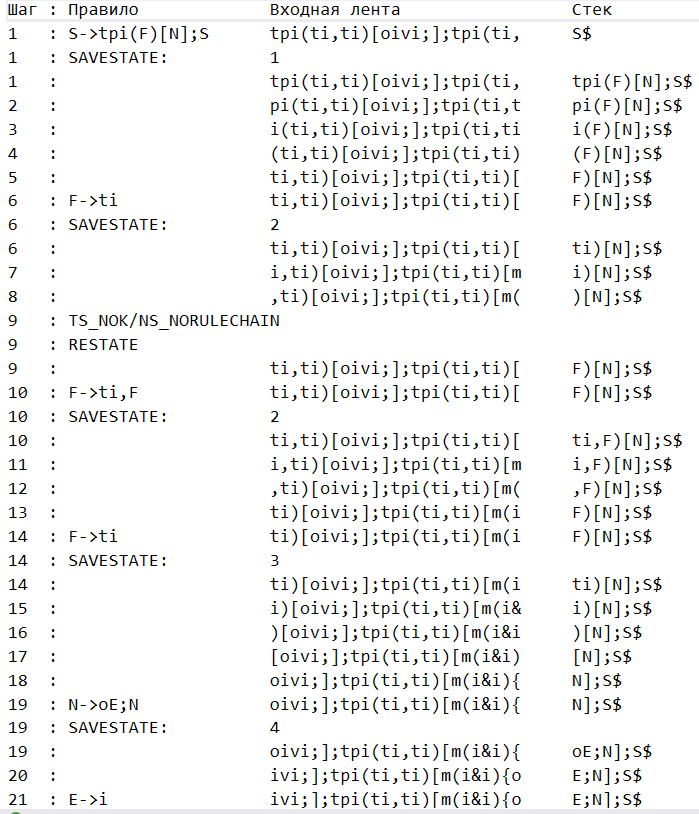 Шаг : Правило Входная лента Стек
1 : S->tpi(F)[N];S tpi(ti,ti)[oivi;];tpi(ti, S$
1 : SAVESTATE: 1
1 : tpi(ti,ti)[oivi;];tpi(ti, tpi(F)[N];S$
2 : pi(ti,ti)[oivi;];tpi(ti,t pi(F)[N];S$
3 : i(ti,ti)[oivi;];tpi(ti,ti i(F)[N];S$
4 : (ti,ti)[oivi;];tpi(ti,ti) (F)[N];S$
5 : ti,ti)[oivi;];tpi(ti,ti)[ F)[N];S$
6 : F->ti ti,ti)[oivi;];tpi(ti,ti)[ F)[N];S$
6 : SAVESTATE: 2
6 : ti,ti)[oivi;];tpi(ti,ti)[ ti)[N];S$
7 : i,ti)[oivi;];tpi(ti,ti)[m i)[N];S$
8 : ,ti)[oivi;];tpi(ti,ti)[m( )[N];S$
9 : TS_NOK/NS_NORULECHAIN
9 : RESTATE
9 : ti,ti)[oivi;];tpi(ti,ti)[ F)[N];S$
10 : F->ti,F ti,ti)[oivi;];tpi(ti,ti)[ F)[N];S$
10 : SAVESTATE: 2
10 : ti,ti)[oivi;];tpi(ti,ti)[ ti,F)[N];S$
11 : i,ti)[oivi;];tpi(ti,ti)[m i,F)[N];S$
12 : ,ti)[oivi;];tpi(ti,ti)[m( ,F)[N];S$
13 : ti)[oivi;];tpi(ti,ti)[m(i F)[N];S$
14 : F->ti ti)[oivi;];tpi(ti,ti)[m(i F)[N];S$
14 : SAVESTATE: 3
14 : ti)[oivi;];tpi(ti,ti)[m(i ti)[N];S$
15 : i)[oivi;];tpi(ti,ti)[m(i& i)[N];S$
16 : )[oivi;];tpi(ti,ti)[m(i&i )[N];S$
17 : [oivi;];tpi(ti,ti)[m(i&i) [N];S$
18 : oivi;];tpi(ti,ti)[m(i&i){ N];S$
19 : N->oE;N oivi;];tpi(ti,ti)[m(i&i){ N];S$
19 : SAVESTATE: 4
19 : oivi;];tpi(ti,ti)[m(i&i){ oE;N];S$
20 : ivi;];tpi(ti,ti)[m(i&i){o E;N];S$
21 : E->i ivi;];tpi(ti,ti)[m(i&i){o E;N];S$